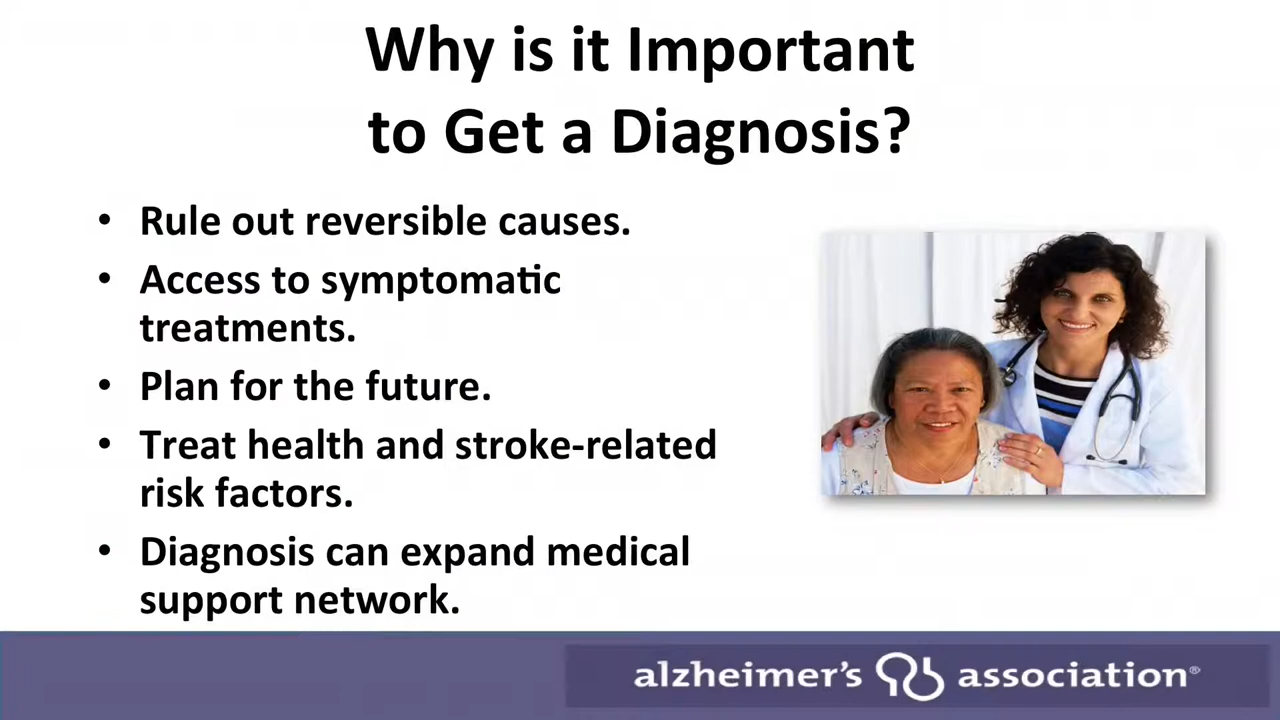 Why is it Important
to Get a Diagnosis?
• Rule out reversible causes.
• Access to symptomatic
treatments.
• Plan for the future.
• Treat health and stroke-related
risk factors.
• Diagnosis can expand medical
support network.
alzheimer's association®